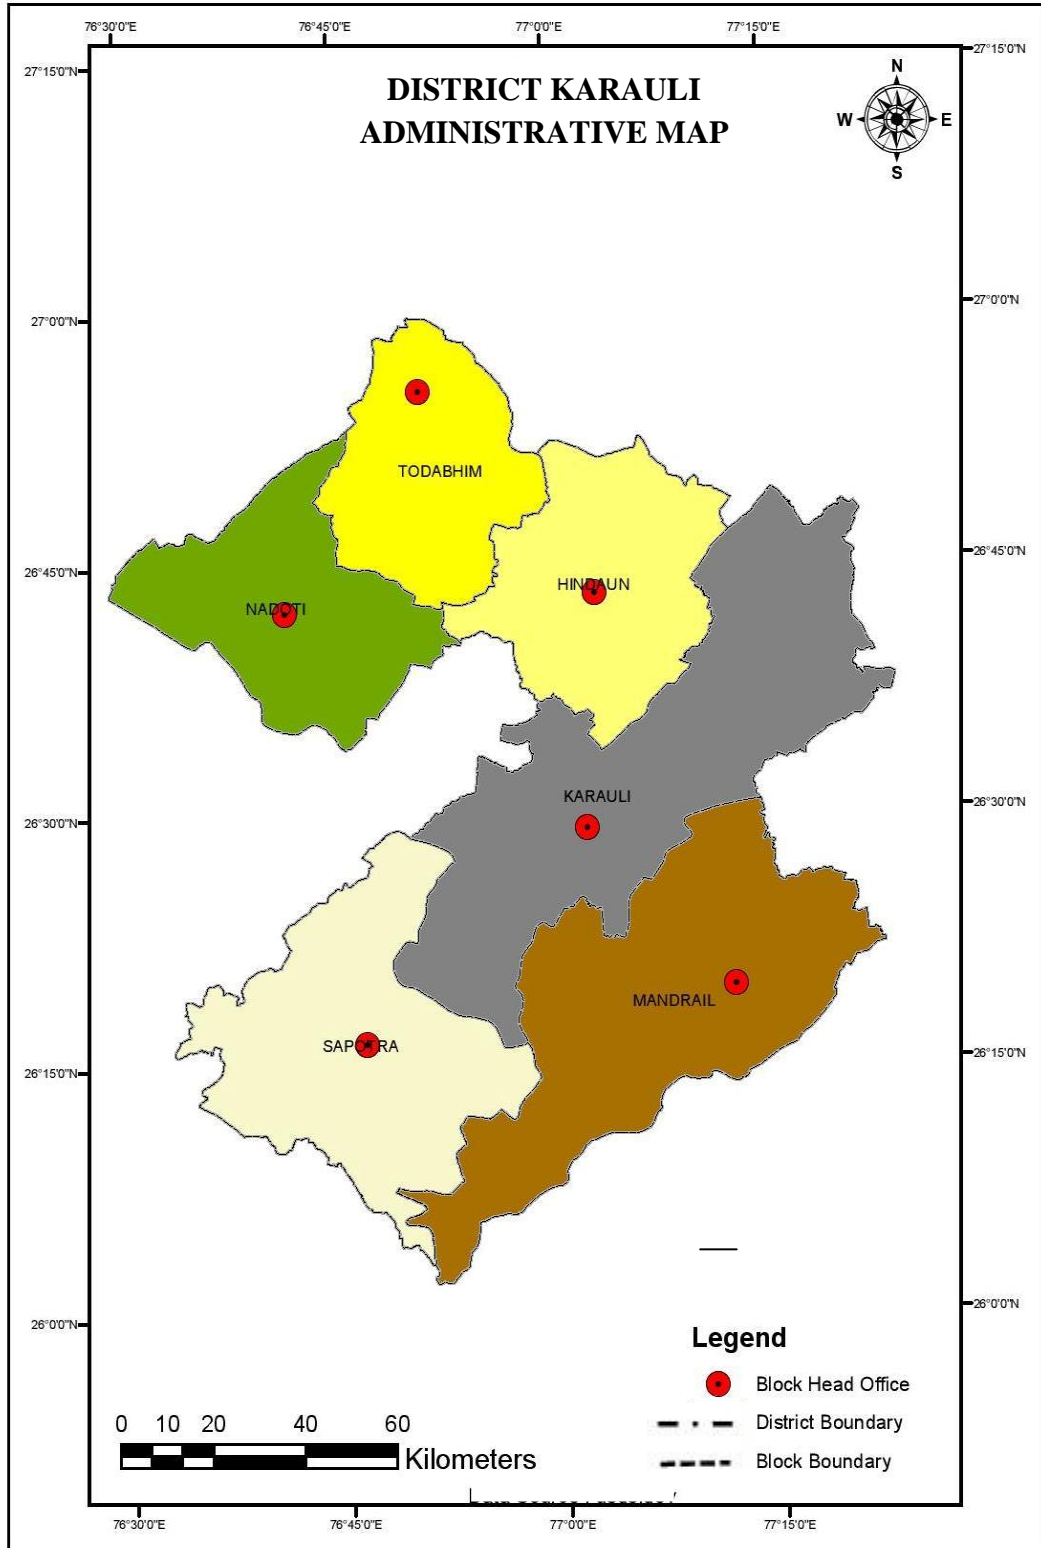 76°30'0"E 76°45'0"E 77°0'0"E 77°15'0"E
27°15'0"N
27°15'0"N
DISTRICT KARAULI
ADMINISTRATIVE MAP
N
W E
S
27°0'0"N
27°0'0"N
TODABHIM
26°45'0"N
26°45'0"N
HINDAUN
NADOTI
KARAULI
26°30'0"N
26°30'0"N
MANDRAIL
SAPOTRA
26°15'0"N
26°15'0"N
26°0'0"N
26°0'0"N
Legend
Block Head Office
District Boundary
Block Boundary
0 10 20 40 60
Kilometers
76°30'0"E 76°45'0"E 77°0'0"E 77°15'0"E